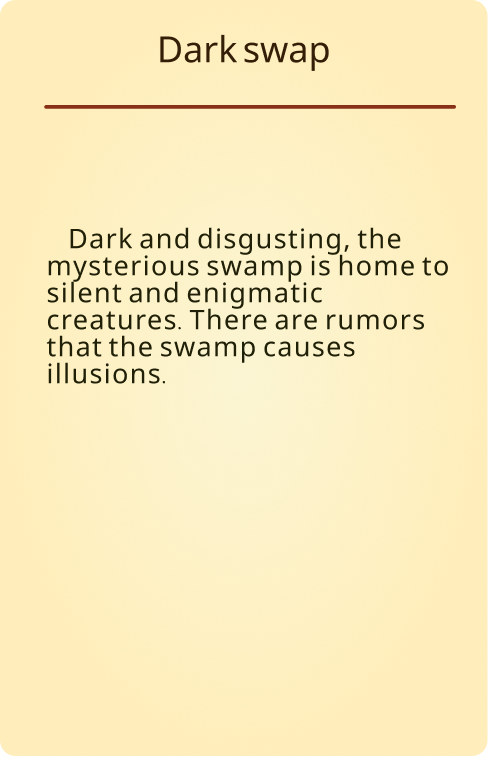 Dark swap
Dark and disgusting, the
mysterious swamp is home to
silent and enigmatic
creatures. There are rumors
that the swamp causes
illusions.